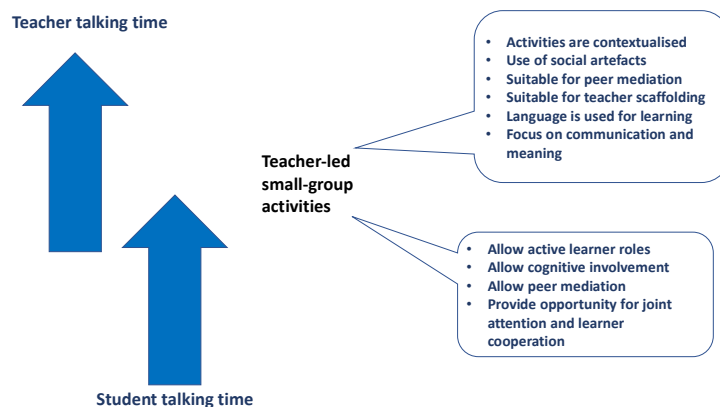 Teacher talking time
• Activities are contextualised
• Use of social artefacts
• Suitable for peer mediation
• Suitable for teacher scaffolding
• Language is used for learning
• Focus on communication and
meaning
Teacher-led
small-group
activities
• Allow active learner roles
• Allow cognitive involvement
• Allow peer mediation
• Provide opportunity for joint
attention and learner
cooperation
Student talking time